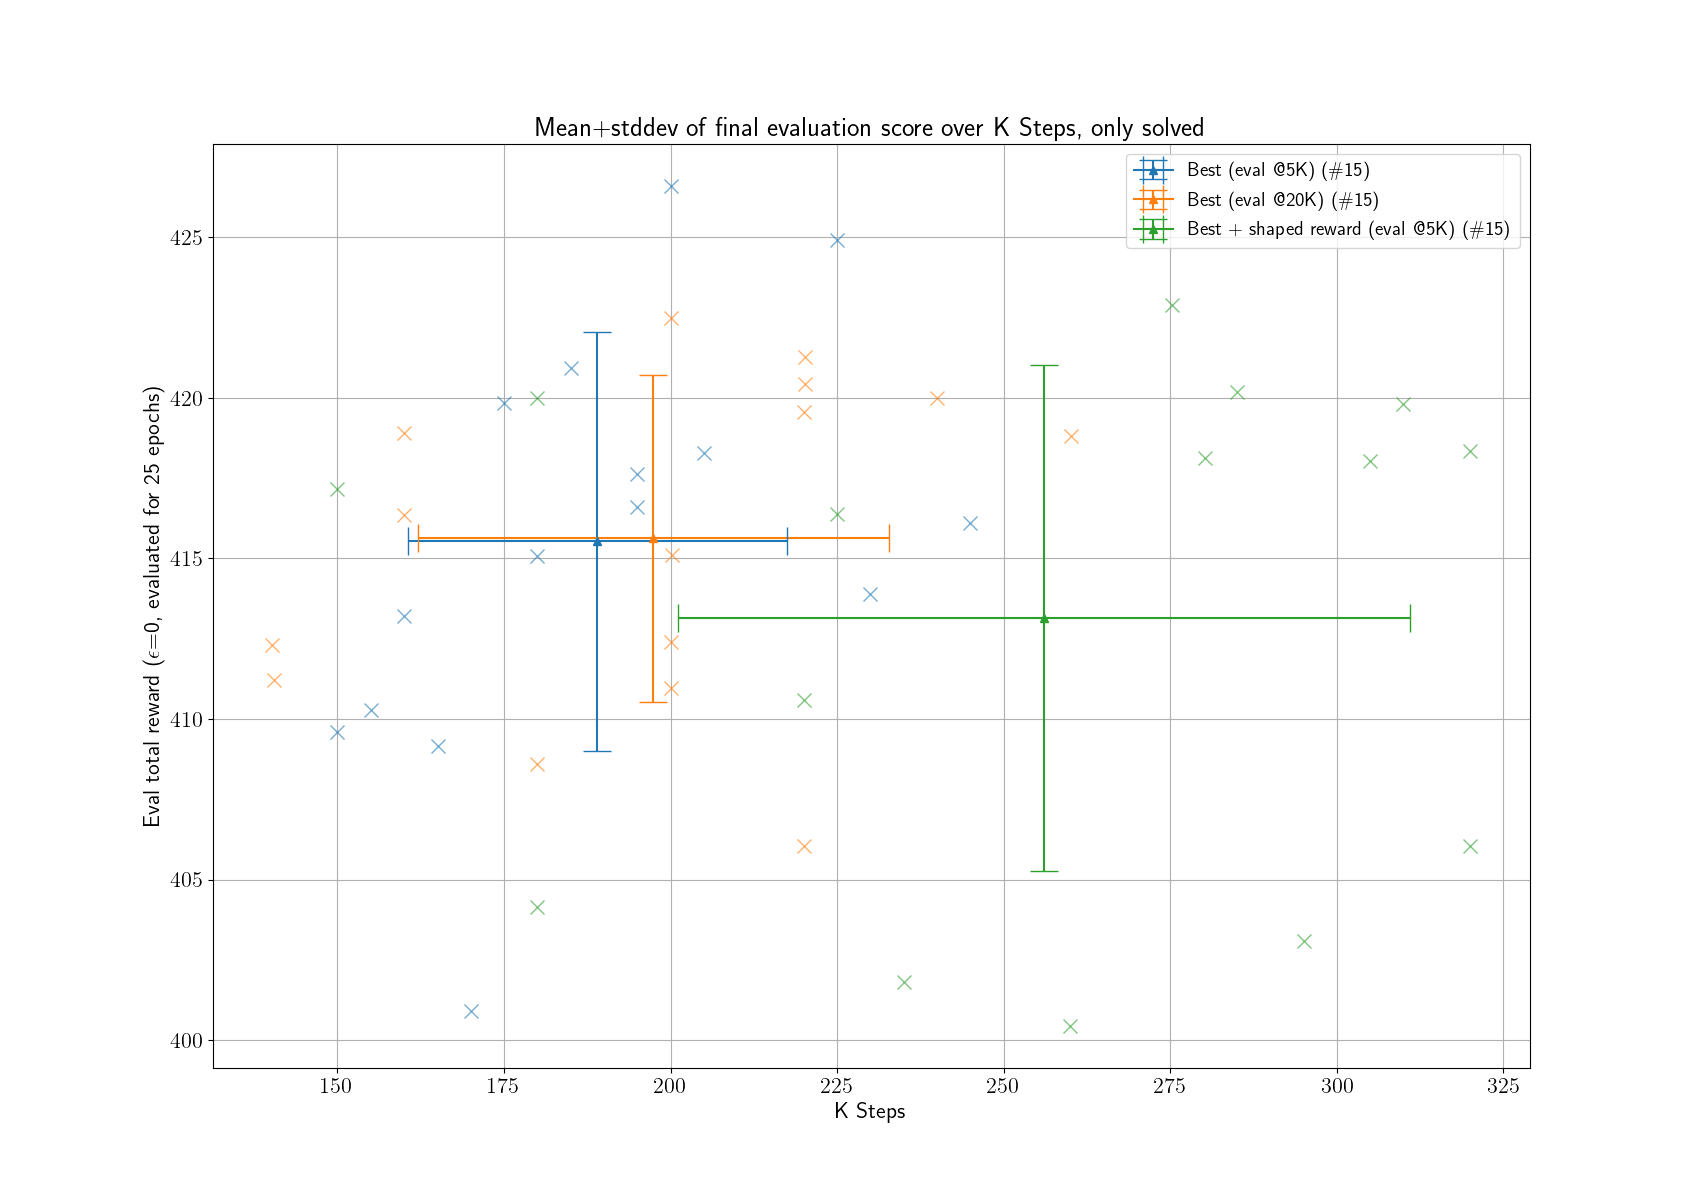 Mean+stddev of final evaluation score over K Steps, only solved
Best (eval @5K) (#15)
Best (eval @20K) (#15)
Best + shaped reward (eval @5K) (#15)
Eval total reward (ϵ=0, evaluated for 25 epochs)
425
420
415
410
405
400
150 175 200 225 250 275 300 325
K Steps